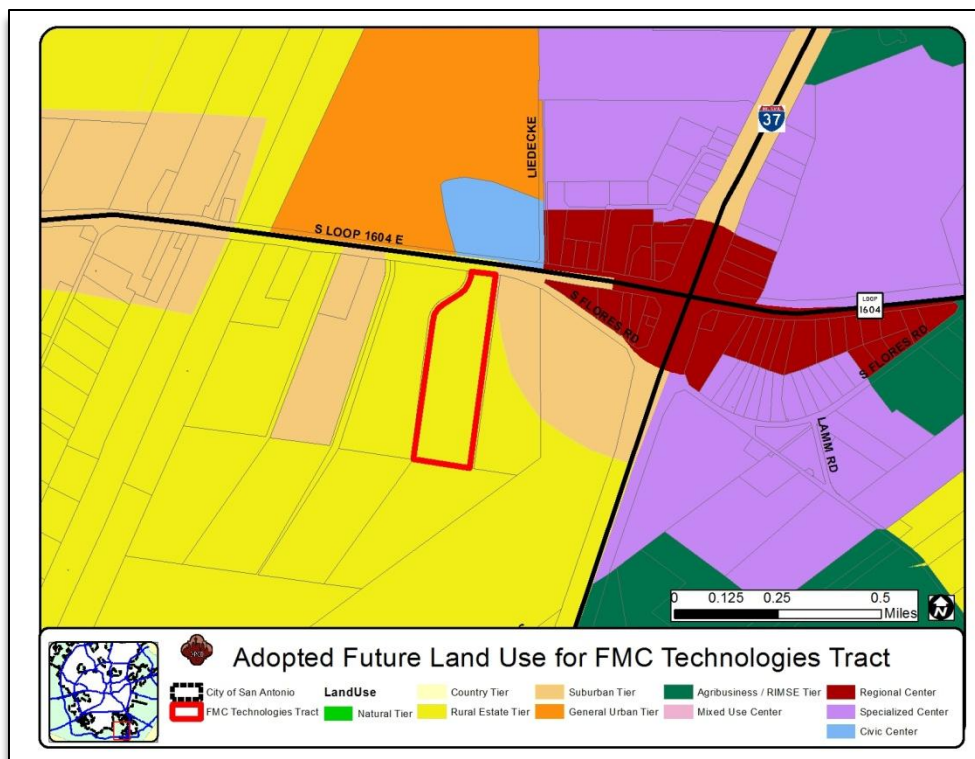 LIEDECKE
37
S LOOP 1604 E
S FLORES RD
LOOP
1604
S FLORES RD
LAMM RD
0 0.125 0.25 0.5
Miles
N
Adopted Future Land Use for FMC Technologies Tract
City of San Antonio
FMC Technologies Tract
LandUse
Natural Tier
Country Tier
Rural Estate Tier
Suburban Tier
General Urban Tier
Agribusiness / RIMSE Tier
Mixed Use Center
Regional Center
Specialized Center
Civic Center